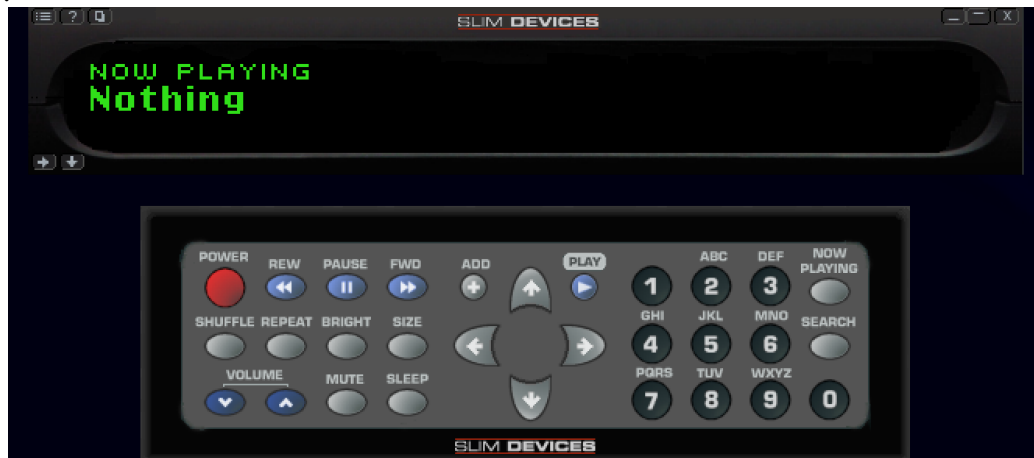 SLIM DEVICES
NOW PLAYING
Nothing
POWER REW PAUSE FWD ADD PLAY ABC DEF NOW PLAYING
1 2 3
SHUFFLE REPEAT BRIGHT SIZE GHI JKL MNO SEARCH
4 5 6
VOLUME MUTE SLEEP PQRS TUV WXYZ
7 8 9 0
SLIM DEVICES